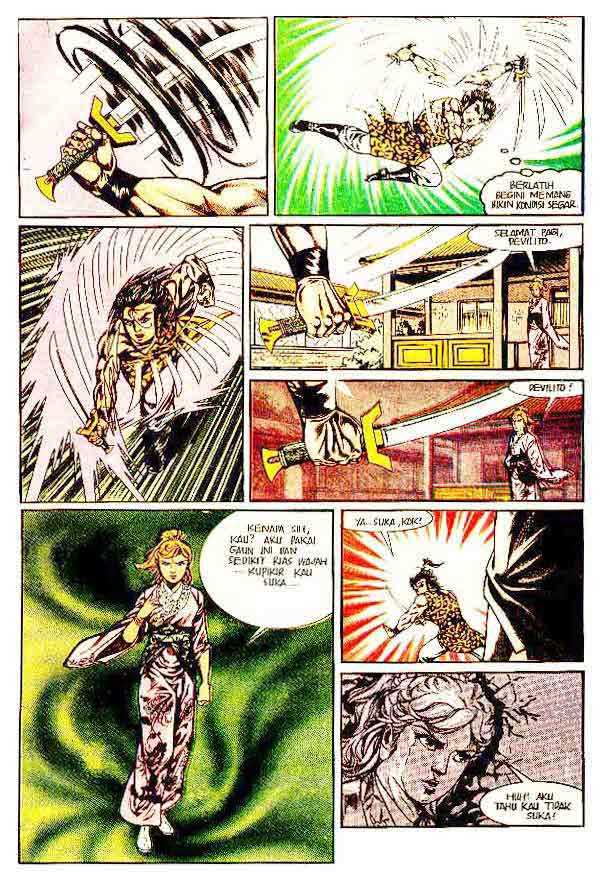 BERLATIH
BEGINI MEMANG
BIKIN KONDISI SEGAR.
SELAMAT PAGI,
DEVILITO.
DEVILITO!
KENAPA SIH,
KAU? AKU PAKAI
GAUN INI DAN
SEDIKIT RIAS WAJAH
--- KUPIKIR KAU
SUKA ---
YA... SUKA, KOK!
HUH! AKU
TAHU KAU TIDAK
SUKA!